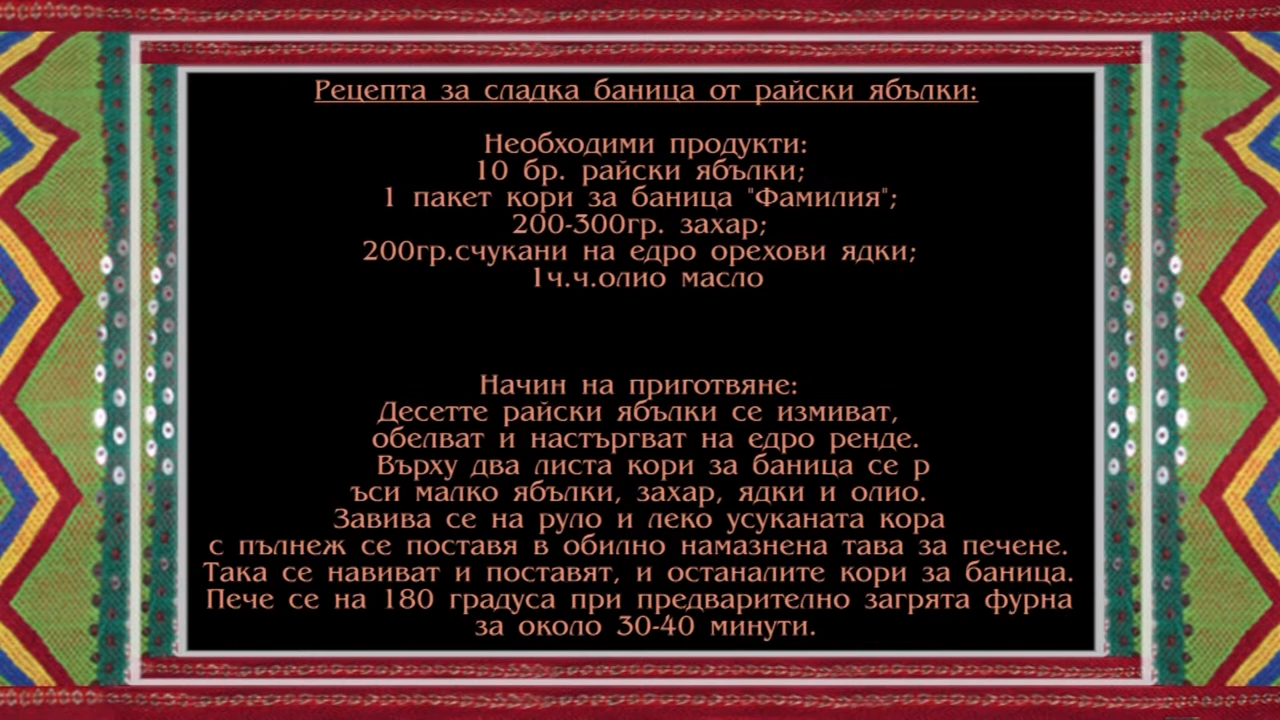 Рецепта за сладка баница от райски ябълки:
Необходими продукти:
10 бр. райски ябълки;
1 пакет кори за баница "Фамилия";
200-300гр. захар;
200гр.счукани на едро орехови ядки;
1ч.ч.олио масло
Начин на приготвяне:
Десетте райски ябълки се измиват,
обелват и настъргват на едро ренде.
Върху два листа кори за баница се р
ъси малко ябълки, захар, ядки и олио.
Завива се на руло и леко усуканата кора
с пълнеж се поставя в обилно намазнена тава за печене.
Така се навиват и поставят, и останалите кори за баница.
Пече се на 180 градуса при предварително загрята фурна
за около 30-40 минути.